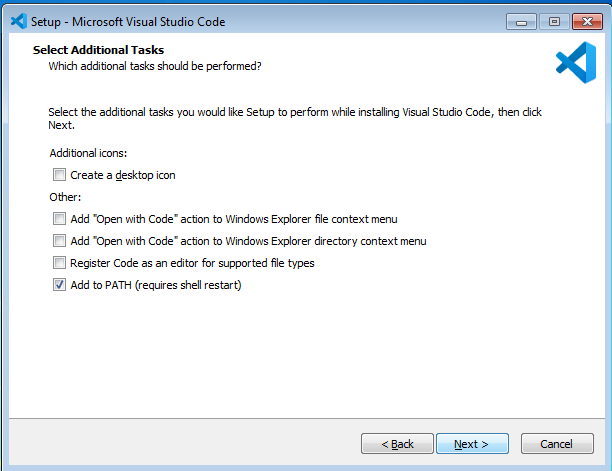 Setup - Microsoft Visual Studio Code
Select Additional Tasks
Which additional tasks should be performed?
Select the additional tasks you would like Setup to perform while installing Visual Studio Code, then click
Next.
Additional icons:
Create a desktop icon
Other:
Add "Open with Code" action to Windows Explorer file context menu
Add "Open with Code" action to Windows Explorer directory context menu
Register Code as an editor for supported file types
Add to PATH (requires shell restart)
< Back Next > Cancel